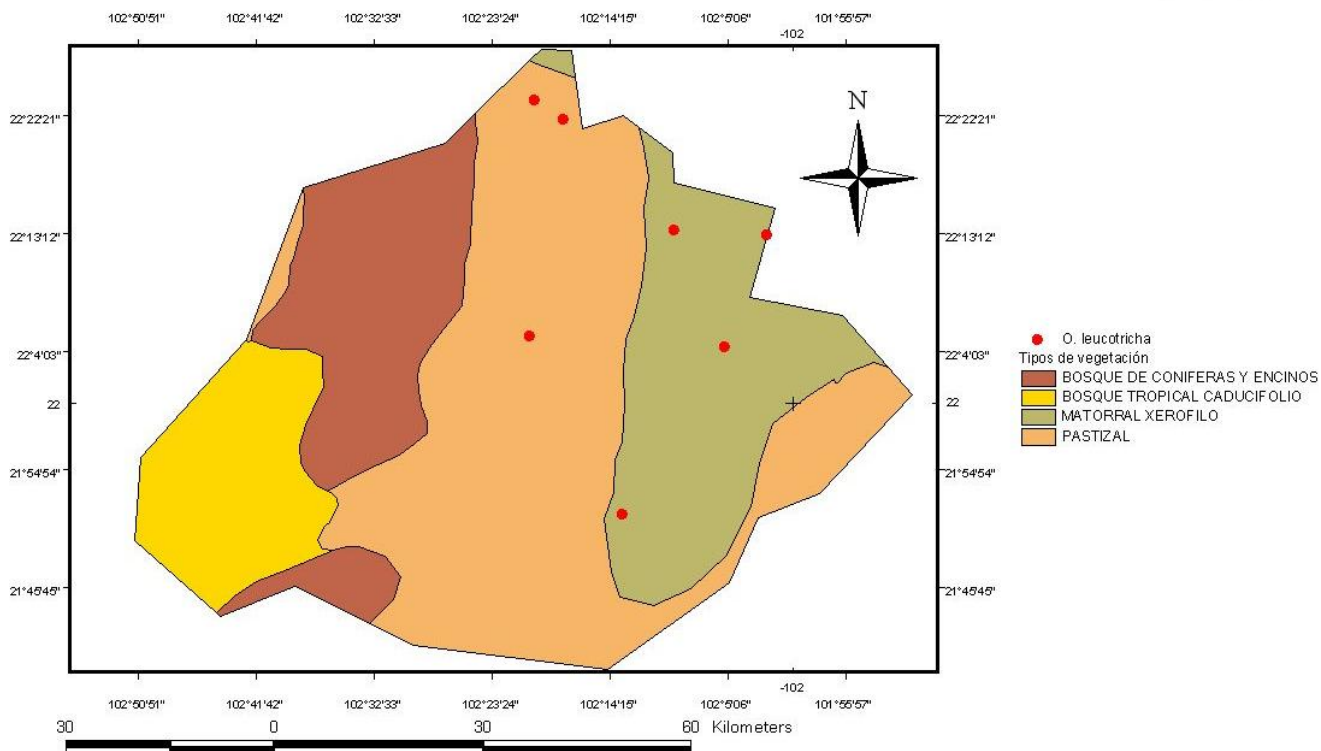 102°50'51" 102°41'42" 102°32'33" 102°23'24" 102°14'15" 102°5'06" 101°55'57"
-102
N
22°22'21" 22°22'21"
22°13'12" 22°13'12"
22°4'03" 22°4'03"
22 22
21°54'54" 21°54'54"
21°45'45" 21°45'45"
O. leucotricha
Tipos de vegetación
BOSQUE DE CONIFERAS Y ENCINOS
BOSQUE TROPICAL CADUCIFOLIO
MATORRAL XEROFILO
PASTIZAL
-102
102°50'51" 102°41'42" 102°32'33" 102°23'24" 102°14'15" 102°5'06" 101°55'57"
30 0 30 60 Kilometers